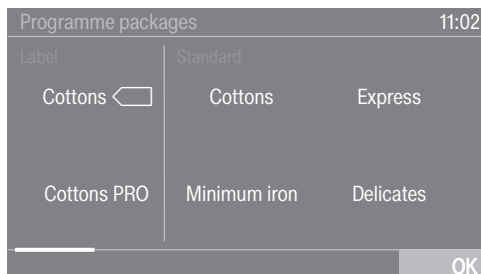 Programme packages 11:02
Label Standard
Cottons Cottons Express
Cottons PRO Minimum iron Delicates
OK